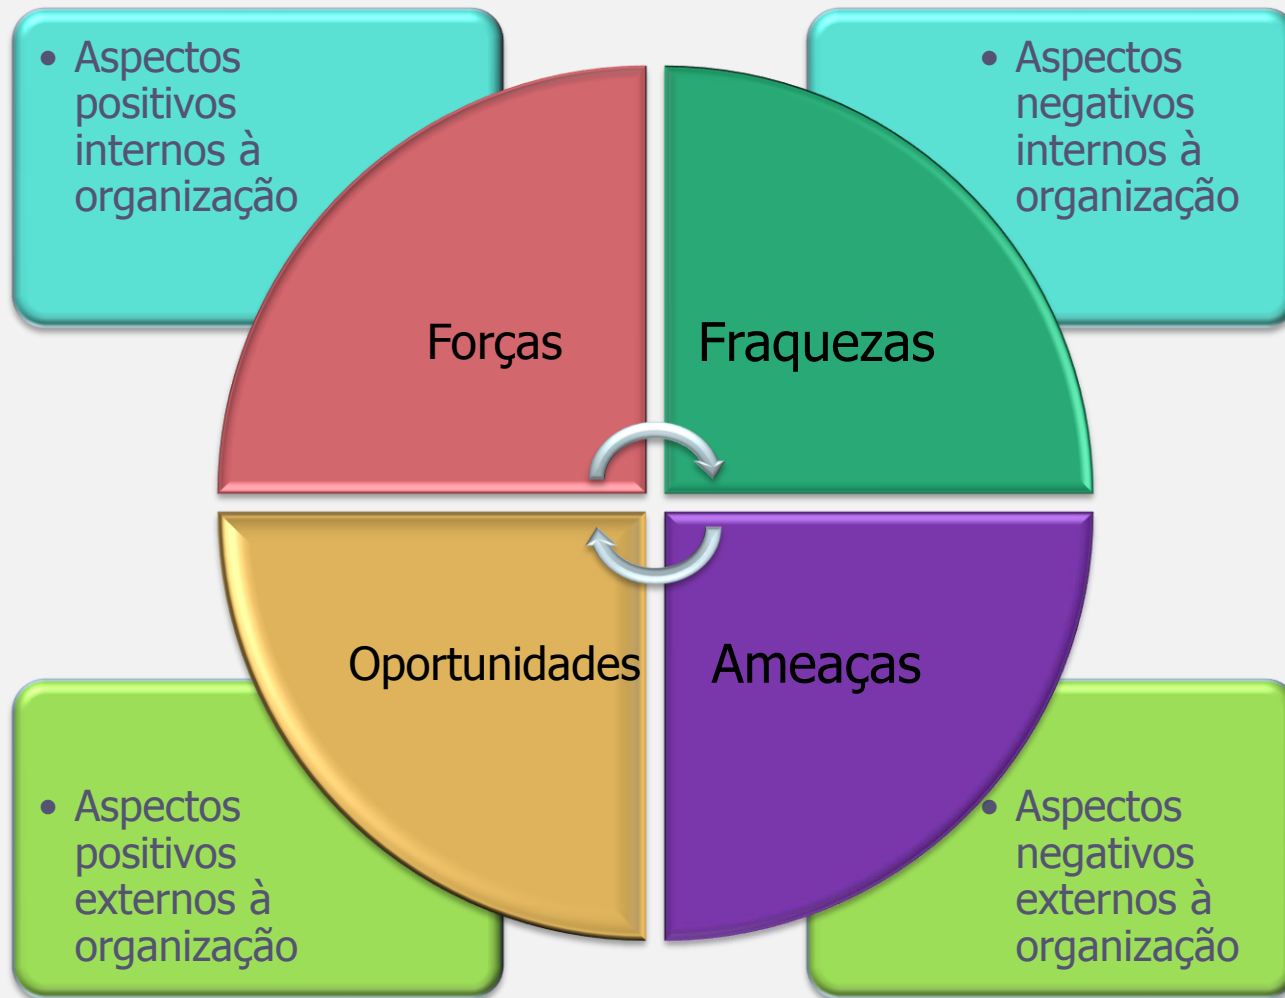 • Aspectos
positivos
internos à
organização
• Aspectos
negativos
internos à
organização
Forças
Fraquezas
Oportunidades
Ameaças
• Aspectos
positivos
externos à
organização
• Aspectos
negativos
externos à
organização